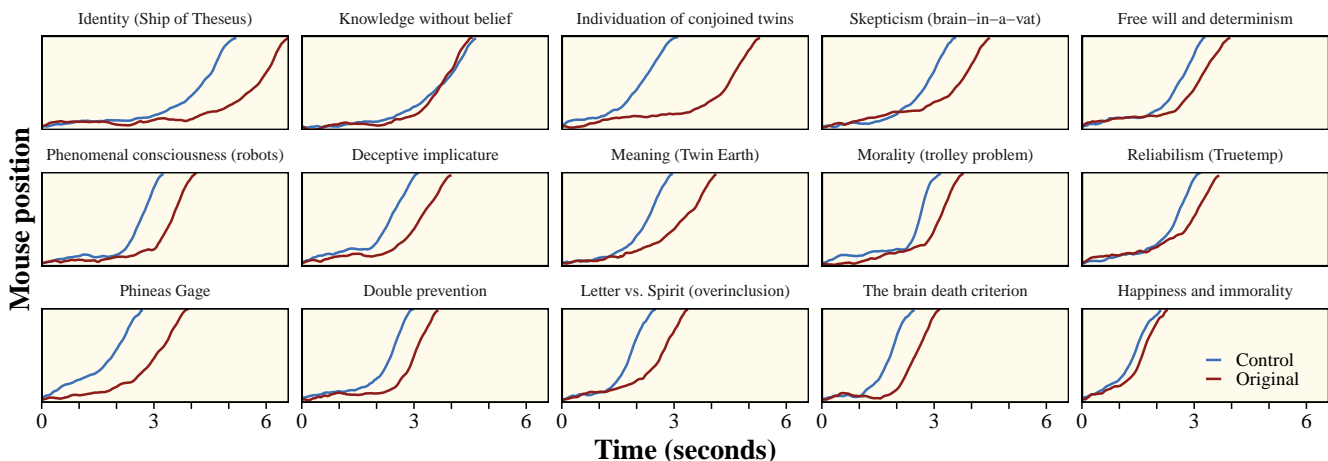 Identity (Ship of Theseus)
Knowledge without belief
Individuation of conjoined twins
Skepticism (brain−in−a−vat)
Free will and determinism
Phenomenal consciousness (robots)
Deceptive implicature
Meaning (Twin Earth)
Morality (trolley problem)
Reliabilism (Truetemp)
Mouse position
Phineas Gage
Double prevention
Letter vs. Spirit (overinclusion)
The brain death criterion
Happiness and immorality
Control
Original
0 3 6 0 3 6 0 3 6 0 3 6 0 3 6
Time (seconds)